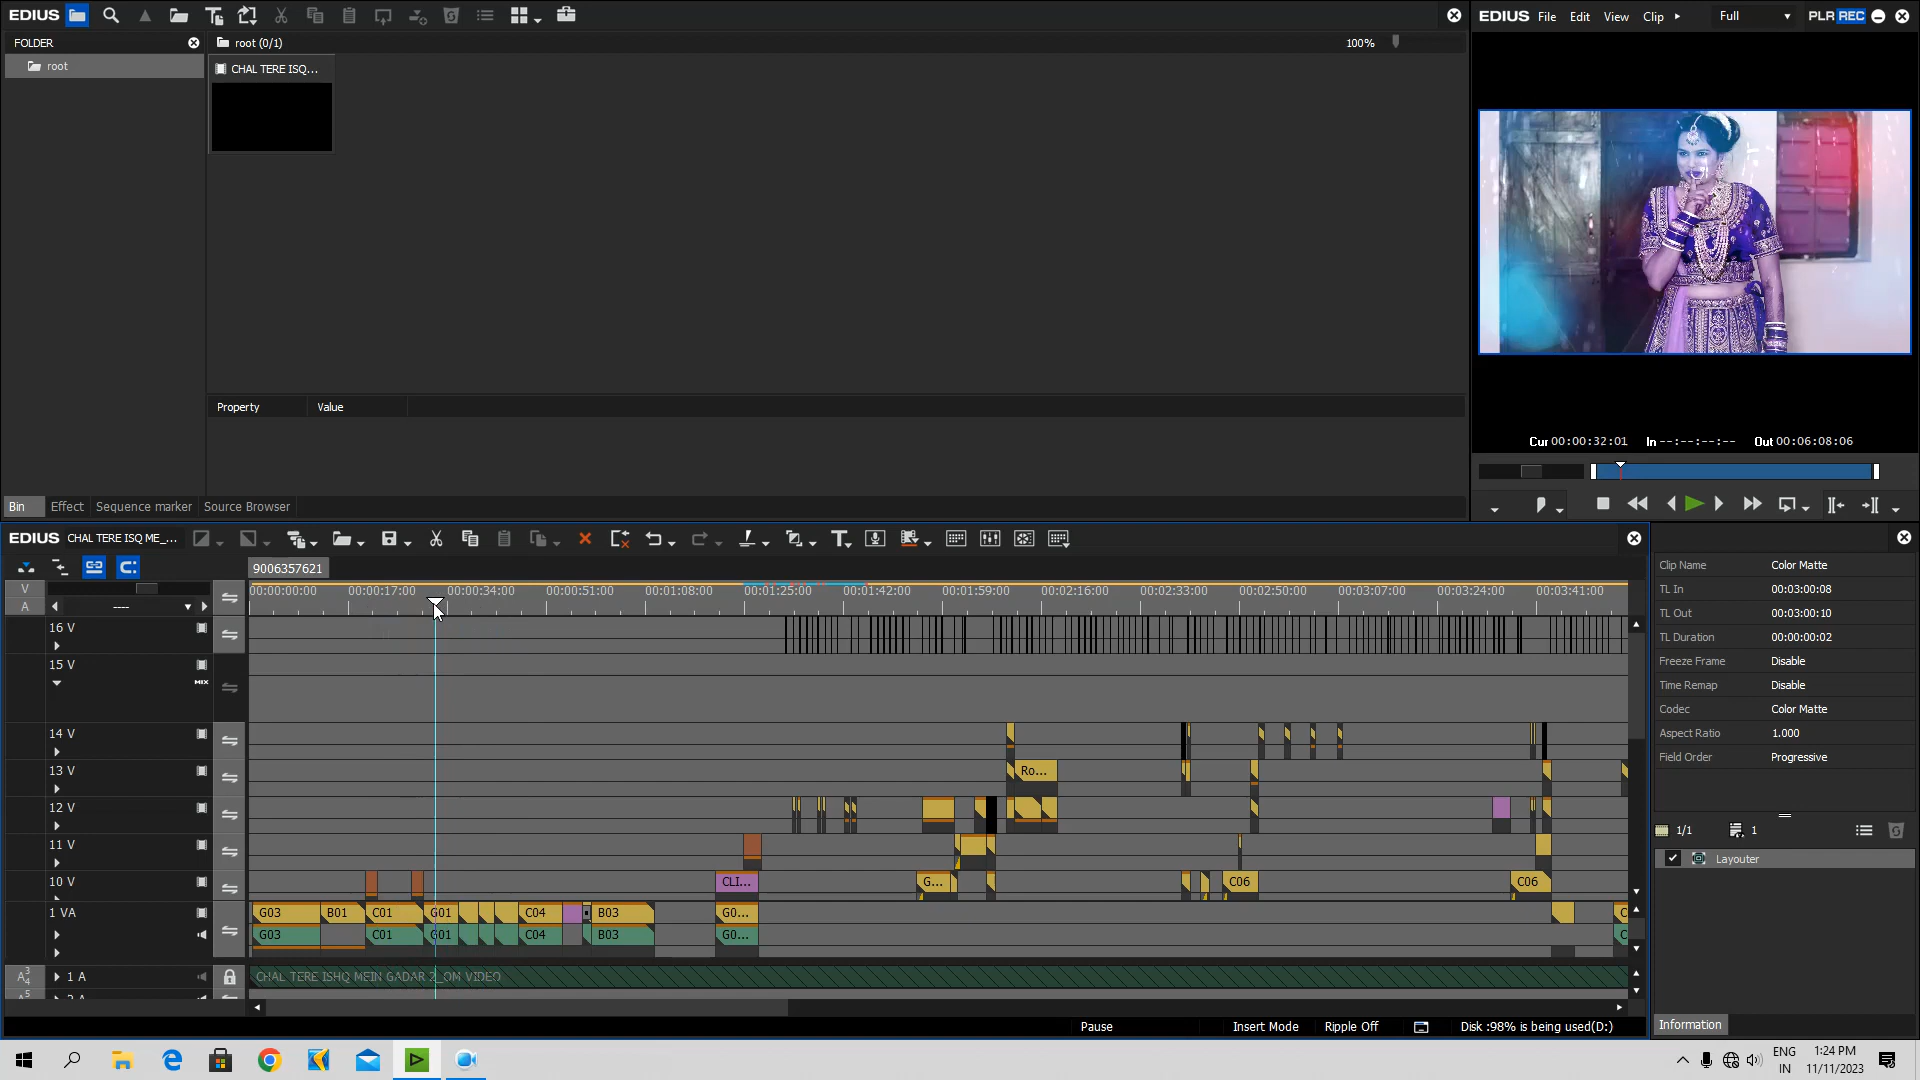 EDIUS
FOLDER
root
root (0/1)
100%
CHAL TERE ISQ...
Property Value
Bin Effect Sequence marker Source Browser
EDIUS File Edit View Clip Full PLR REC
Cur 00:00:32:01 In --:--:--:-- Out 00:06:08:06
EDIUS CHAL TERE ISQ ME_...
9006357621
V
A ----
00:00:00:00 00:00:17:00 00:00:34:00 00:00:51:00 00:01:08:00 00:01:25:00 00:01:42:00 00:01:59:00 00:02:16:00 00:02:33:00 00:02:50:00 00:03:07:00 00:03:24:00 00:03:41:00
16 V
15 V
MIX
14 V
13 V Ro...
12 V
11 V
10 V CLI... G... C06 C06
1 VA G03 B01 C01 G01 C04 B03 G0... C
G03 C01 G01 C04 B03 G0... C
1 A CHAL TERE ISHQ MEIN GADAR 2_OM VIDEO
Pause Insert Mode Ripple Off Disk :98% is being used(D:)
Clip Name Color Matte
TL In 00:03:00:08
TL Out 00:03:00:10
TL Duration 00:00:00:02
Freeze Frame Disable
Time Remap Disable
Codec Color Matte
Aspect Ratio 1.000
Field Order Progressive
1/1 1
Layouter
Information
ENG
IN
1:24 PM
11/11/2023